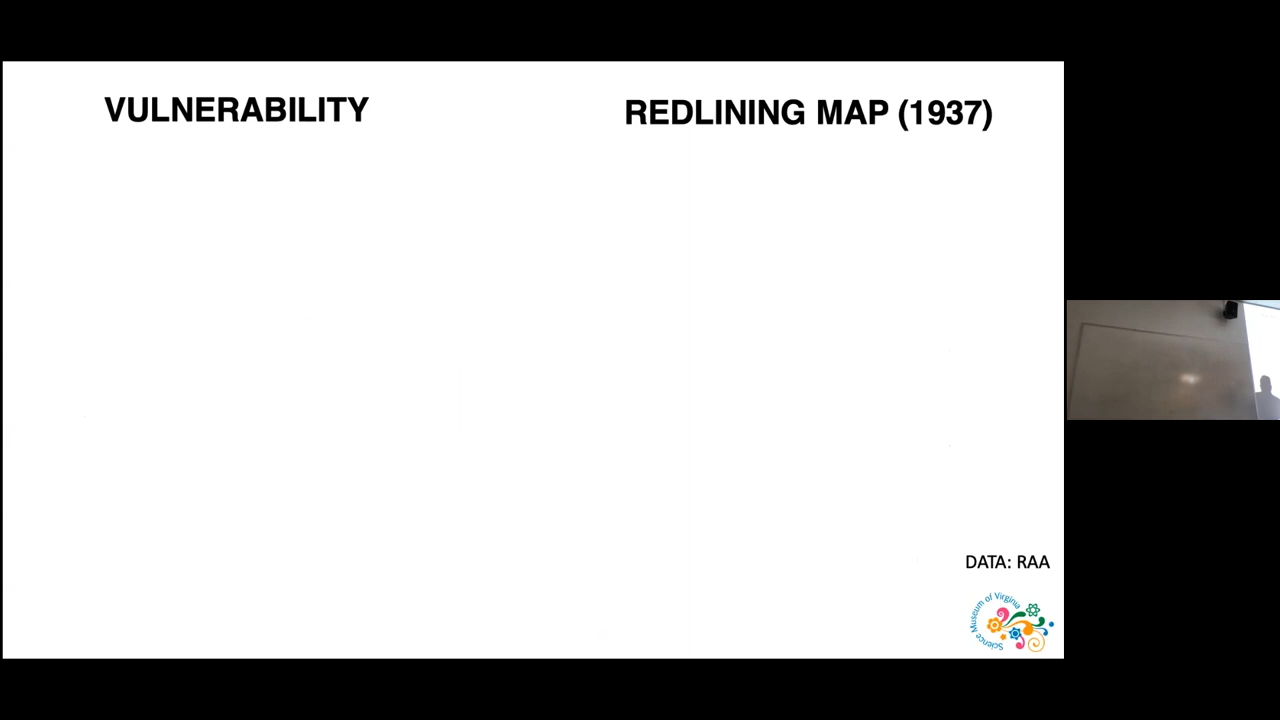 VULNERABILITY
REDLINING MAP (1937)
DATA: RAA
Science Museum of Virginia